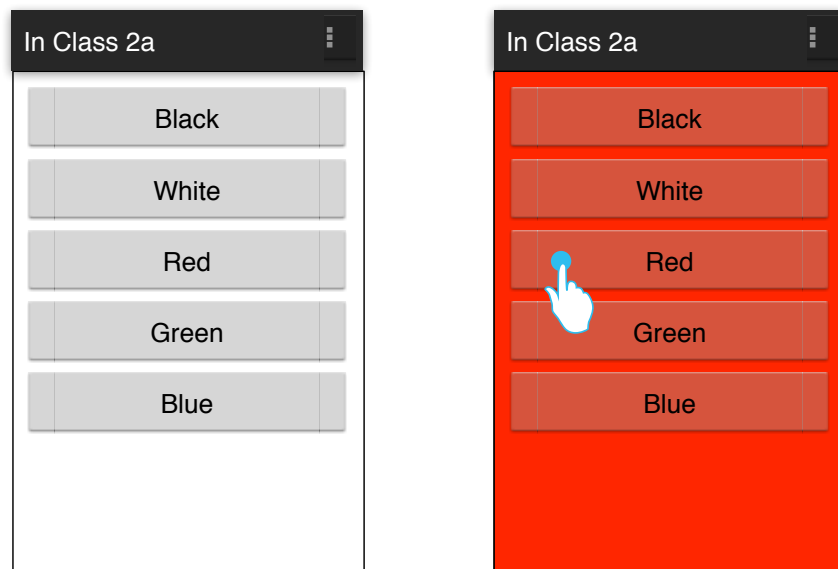 In Class 2a
Black
White
Red
Green
Blue
In Class 2a
Black
White
Red
Green
Blue